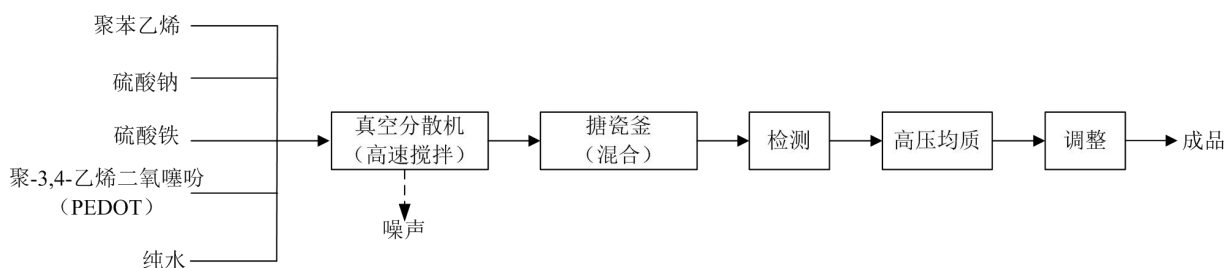 聚苯乙烯
硫酸钠
硫酸铁
聚-3,4-乙烯二氧噻吩
（PEDOT）
纯水
真空分散机
（高速搅拌）
噪声
搪瓷釜
（混合）
检测
高压均质
调整
成品